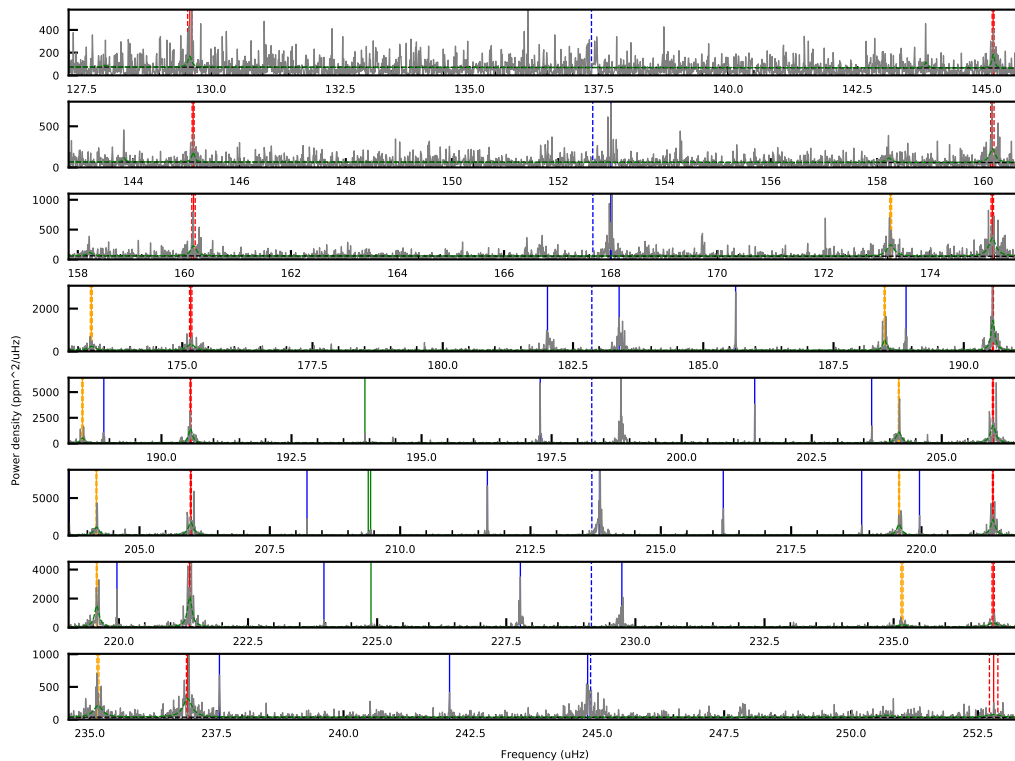 400
200
0
127.5 130.0 132.5 135.0 137.5 140.0 142.5 145.0
500
0
144 146 148 150 152 154 156 158 160
1000
500
0
158 160 162 164 166 168 170 172 174
2000
0
175.0 177.5 180.0 182.5 185.0 187.5 190.0
Power density (ppm^2/uHz)
5000
2500
0
190.0 192.5 195.0 197.5 200.0 202.5 205.0
5000
0
205.0 207.5 210.0 212.5 215.0 217.5 220.0
4000
2000
0
220.0 222.5 225.0 227.5 230.0 232.5 235.0
1000
500
0
235.0 237.5 240.0 242.5 245.0 247.5 250.0 252.5
Frequency (uHz)